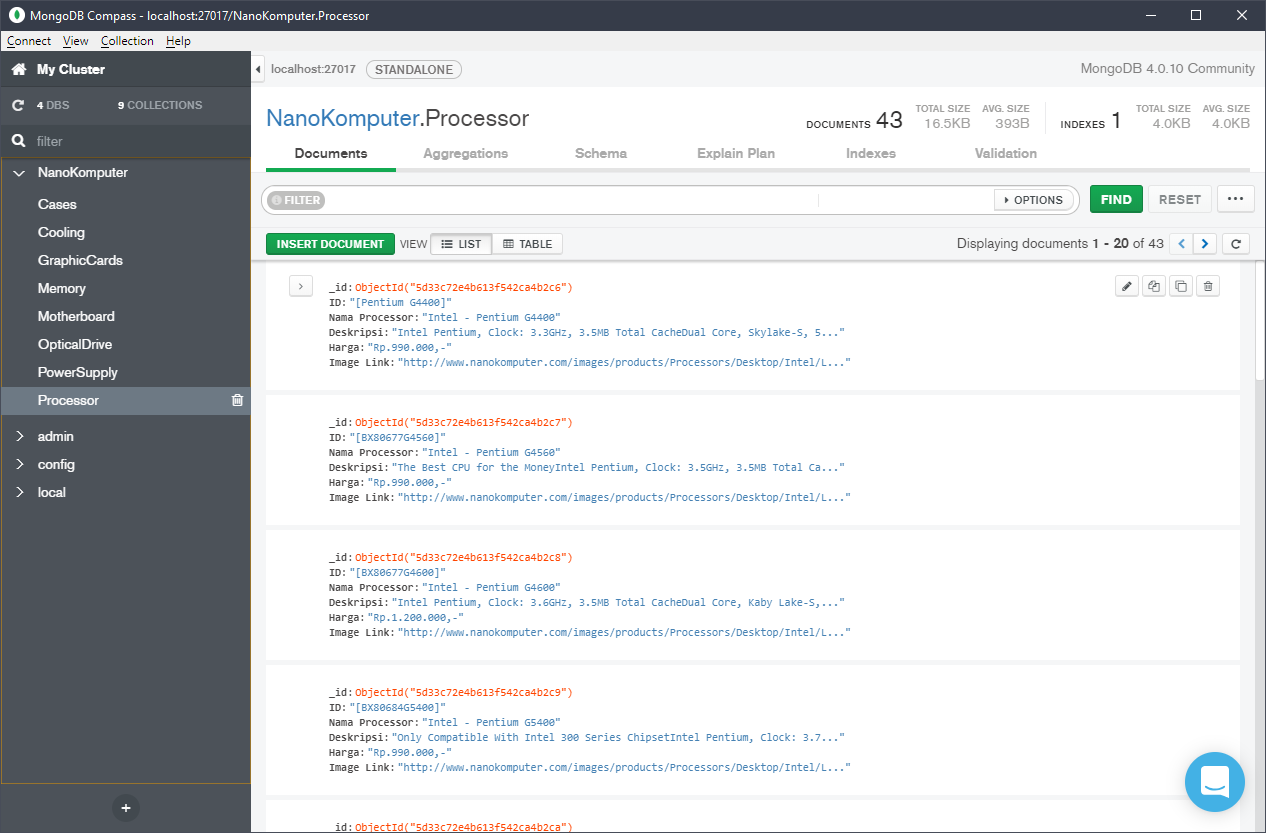 MongoDB Compass - localhost:27017/NanoKomputer.Processor
Connect View Collection Help
My Cluster
localhost:27017 STANDALONE MongoDB 4.0.10 Community
4 DBS 9 COLLECTIONS
filter
NanoKomputer
Cases
Cooling
GraphicCards
Memory
Motherboard
OpticalDrive
PowerSupply
Processor
admin
config
local
NanoKomputer.Processor
DOCUMENTS 43 TOTAL SIZE 16.5KB AVG. SIZE 393B INDEXES 1 TOTAL SIZE 4.0KB AVG. SIZE 4.0KB
Documents Aggregations Schema Explain Plan Indexes Validation
FILTER OPTIONS FIND RESET ...
INSERT DOCUMENT VIEW LIST TABLE Displaying documents 1 - 20 of 43
_id:ObjectId("5d33c72e4b613f542ca4b2c6")
ID:"[Pentium G4400]"
Nama Processor:"Intel - Pentium G4400"
Deskripsi:"Intel Pentium, Clock: 3.3GHz, 3.5MB Total CacheDual Core, Skylake-S, 5..."
Harga:"Rp.990.000,-"
Image Link:"http://www.nanokomputer.com/images/products/Processors/Desktop/Intel/L..."
_id:ObjectId("5d33c72e4b613f542ca4b2c7")
ID:"[BX80677G4560]"
Nama Processor:"Intel - Pentium G4560"
Deskripsi:"The Best CPU for the MoneyIntel Pentium, Clock: 3.5GHz, 3.5MB Total Ca..."
Harga:"Rp.990.000,-"
Image Link:"http://www.nanokomputer.com/images/products/Processors/Desktop/Intel/L..."
_id:ObjectId("5d33c72e4b613f542ca4b2c8")
ID:"[BX80677G4600]"
Nama Processor:"Intel - Pentium G4600"
Deskripsi:"Intel Pentium, Clock: 3.6GHz, 3.5MB Total CacheDual Core, Kaby Lake-S,..."
Harga:"Rp.1.200.000,-"
Image Link:"http://www.nanokomputer.com/images/products/Processors/Desktop/Intel/L..."
_id:ObjectId("5d33c72e4b613f542ca4b2c9")
ID:"[BX80684G5400]"
Nama Processor:"Intel - Pentium G5400"
Deskripsi:"Only Compatible With Intel 300 Series ChipsetIntel Pentium, Clock: 3.7..."
Harga:"Rp.990.000,-"
Image Link:"http://www.nanokomputer.com/images/products/Processors/Desktop/Intel/L..."
_id:ObjectId("5d33c72e4b613f542ca4b2ca")